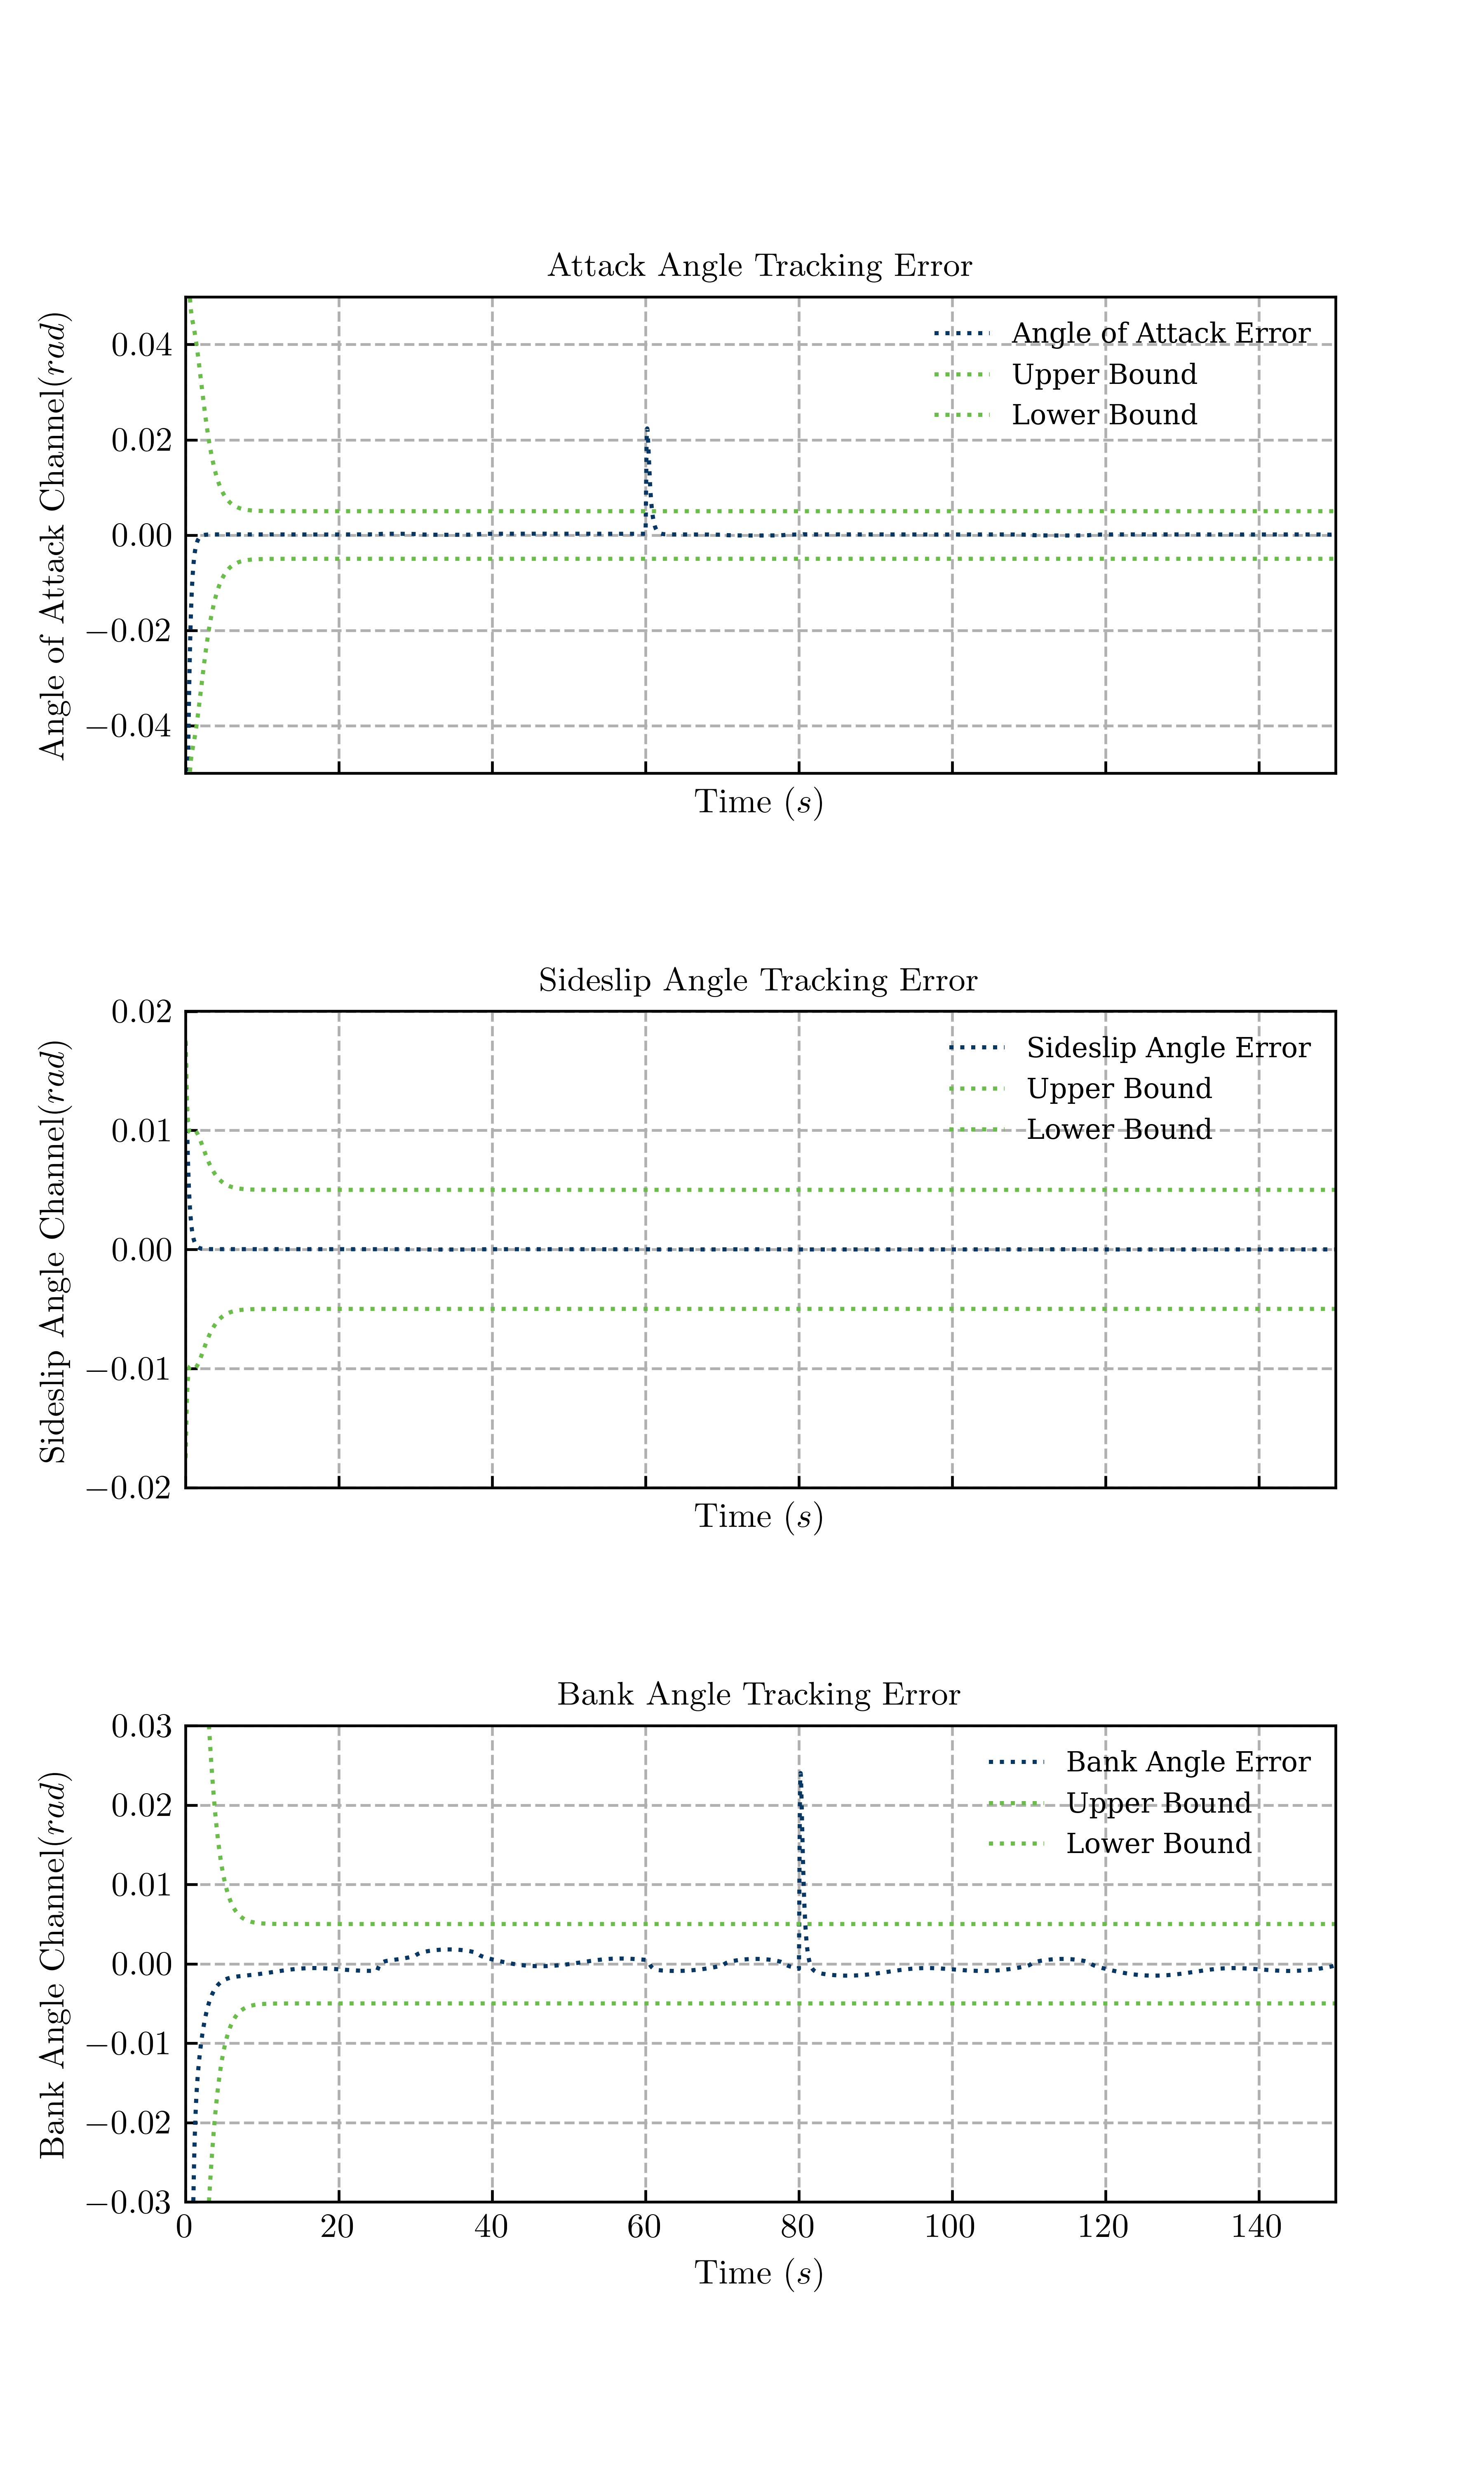 Attack Angle Tracking Error
Angle of Attack Channel(rad)
0.04
0.02
0.00
−0.02
−0.04
Angle of Attack Error
Upper Bound
Lower Bound
Time (s)
Sideslip Angle Tracking Error
Sideslip Angle Channel(rad)
0.02
0.01
0.00
−0.01
−0.02
Sideslip Angle Error
Upper Bound
Lower Bound
Time (s)
Bank Angle Tracking Error
Bank Angle Channel(rad)
0.03
0.02
0.01
0.00
−0.01
−0.02
−0.03
Bank Angle Error
Upper Bound
Lower Bound
0 20 40 60 80 100 120 140
Time (s)